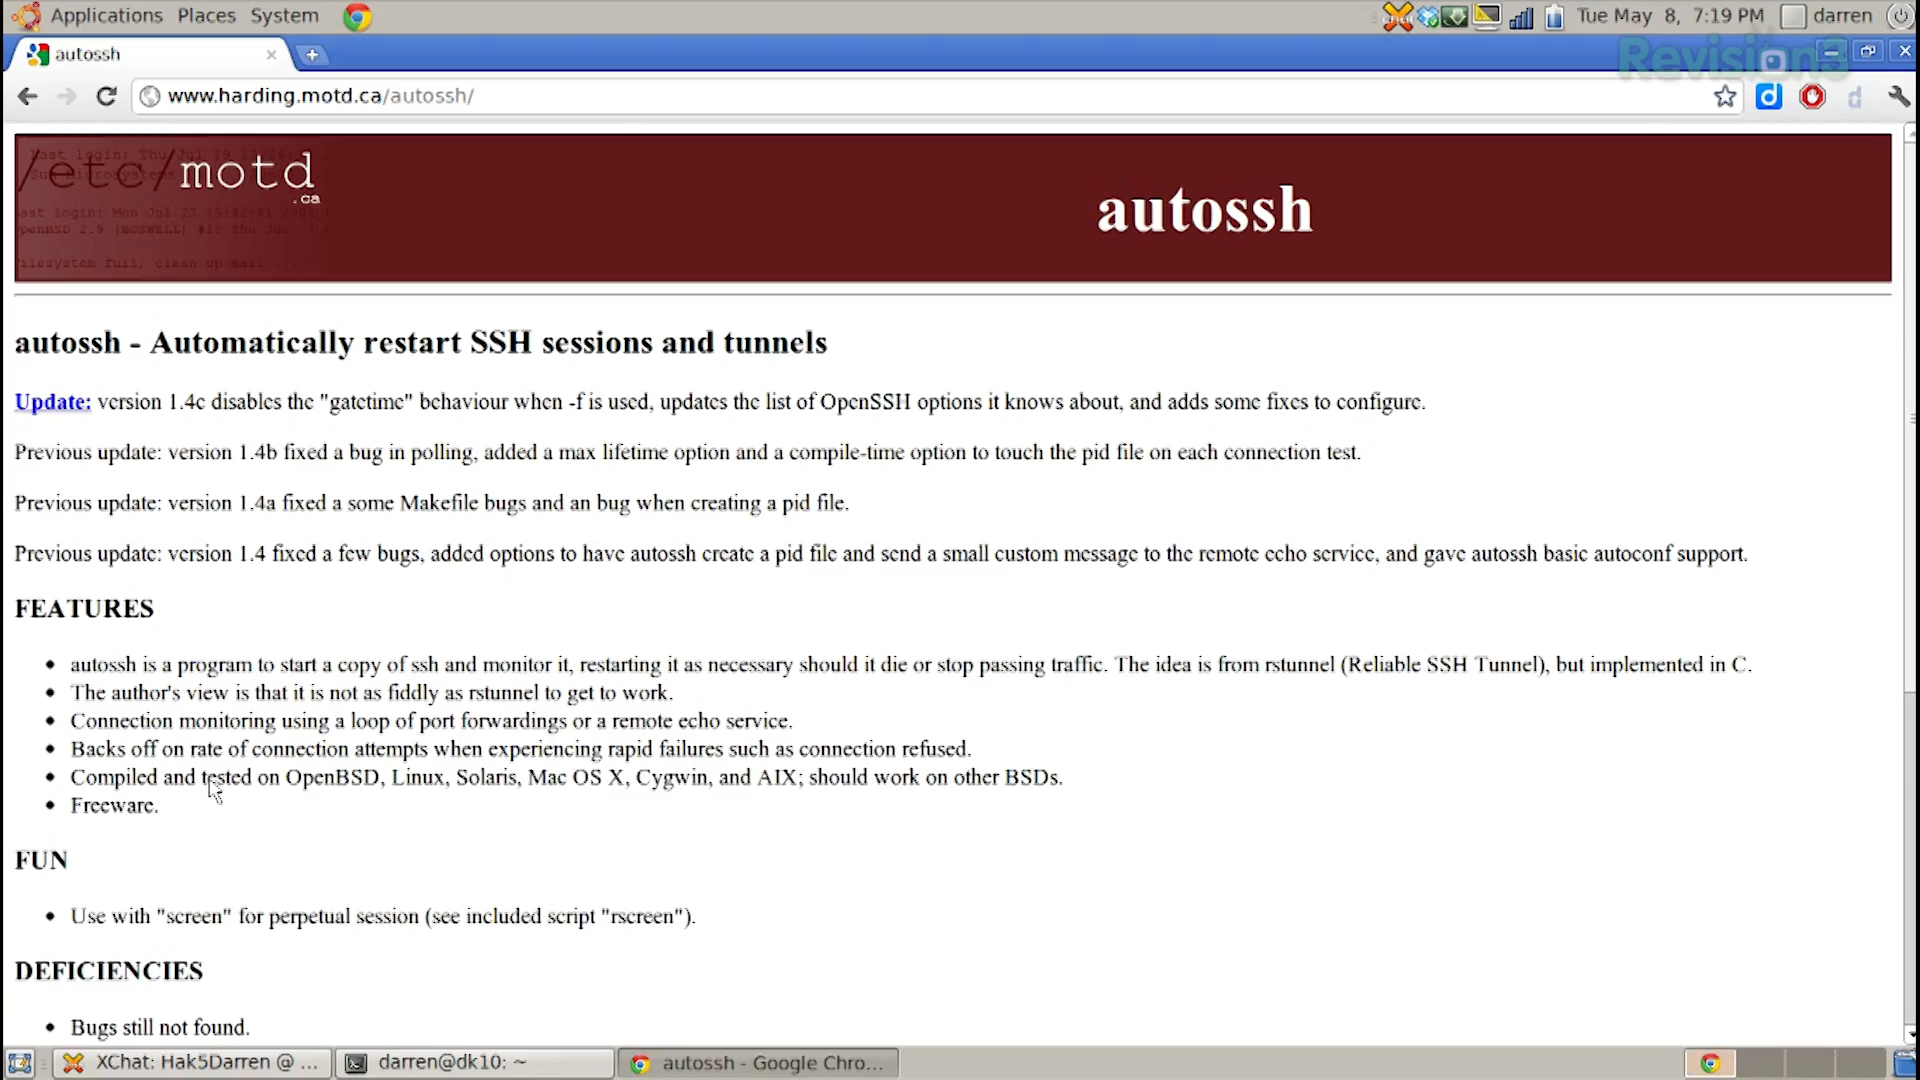 Applications Places System
Tue May 8, 7:19 PM darren
autossh
Revision3
www.harding.motd.ca/autossh/
/etc/motd
.ca
autossh
autossh - Automatically restart SSH sessions and tunnels
Update: version 1.4c disables the "gatetime" behaviour when -f is used, updates the list of OpenSSH options it knows about, and adds some fixes to configure.
Previous update: version 1.4b fixed a bug in polling, added a max lifetime option and a compile-time option to touch the pid file on each connection test.
Previous update: version 1.4a fixed a some Makefile bugs and an bug when creating a pid file.
Previous update: version 1.4 fixed a few bugs, added options to have autossh create a pid file and send a small custom message to the remote echo service, and gave autossh basic autoconf support.
FEATURES
• autossh is a program to start a copy of ssh and monitor it, restarting it as necessary should it die or stop passing traffic. The idea is from rstunnel (Reliable SSH Tunnel), but implemented in C.
• The author's view is that it is not as fiddly as rstunnel to get to work.
• Connection monitoring using a loop of port forwardings or a remote echo service.
• Backs off on rate of connection attempts when experiencing rapid failures such as connection refused.
• Compiled and tested on OpenBSD, Linux, Solaris, Mac OS X, Cygwin, and AIX; should work on other BSDs.
• Freeware.
FUN
• Use with "screen" for perpetual session (see included script "rscreen").
DEFICIENCIES
• Bugs still not found.
XChat: Hak5Darren @ ... darren@dk10: ~ autossh - Google Chro...